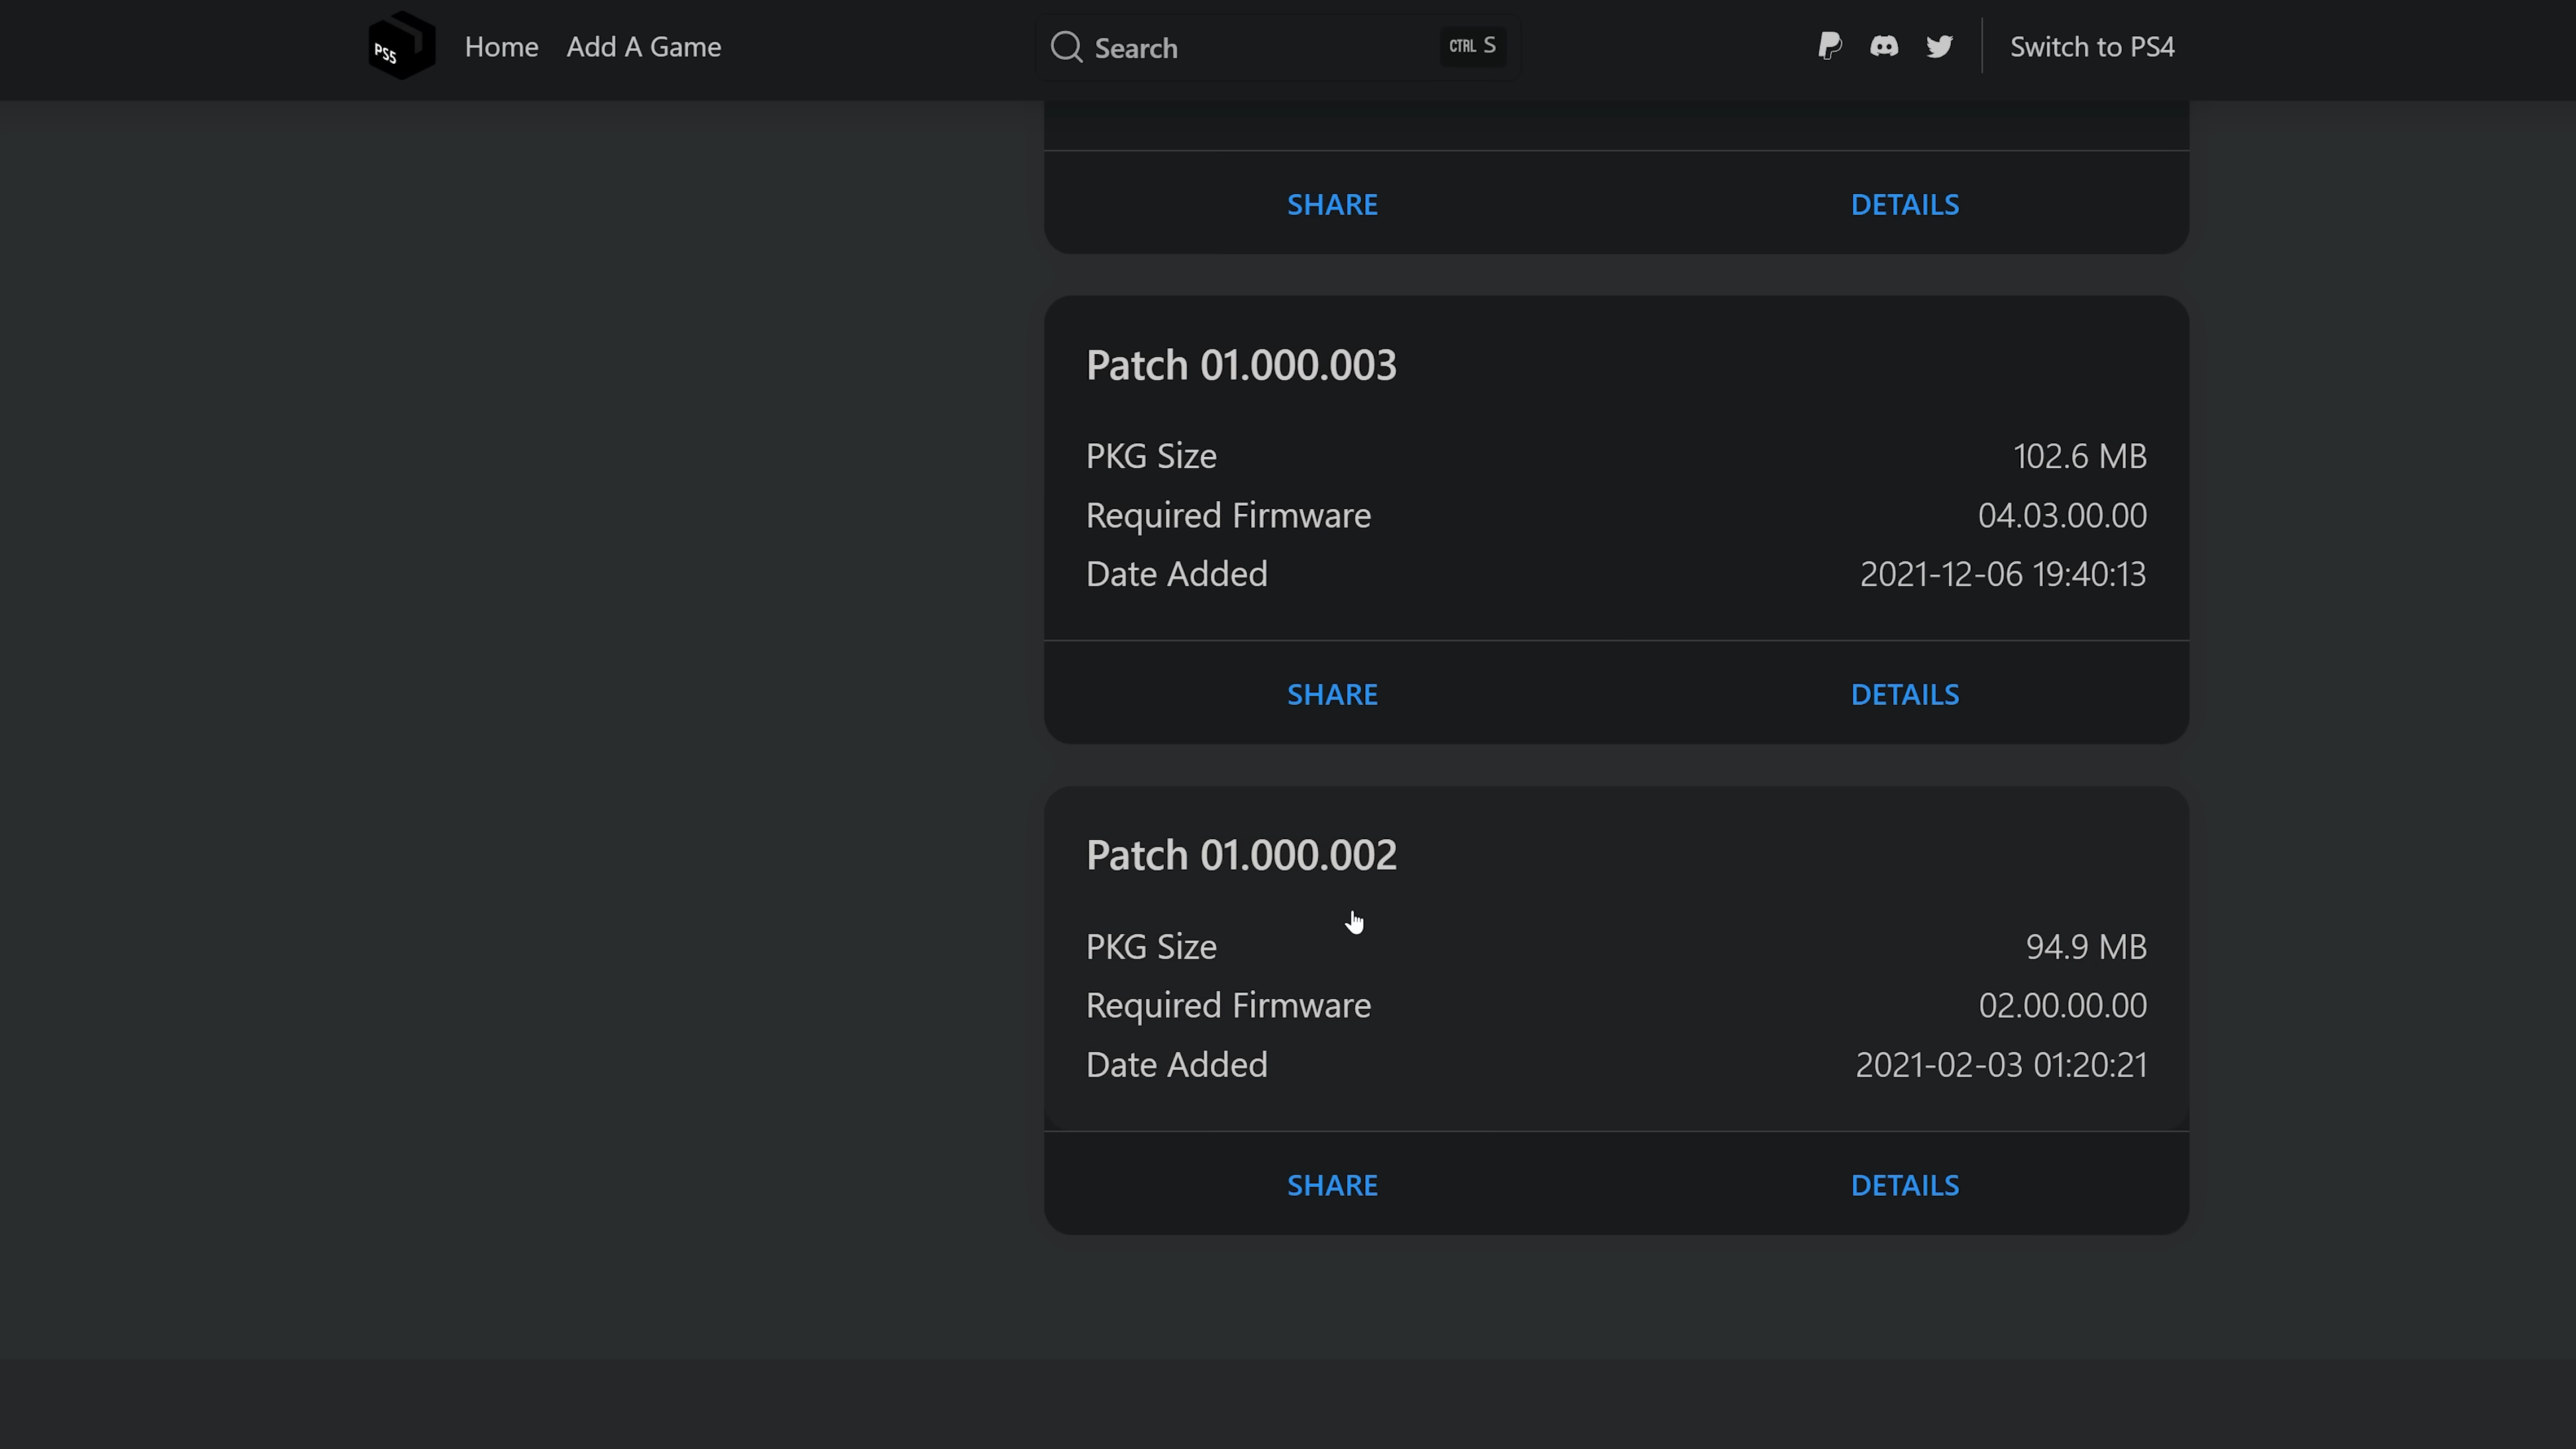 PS5 Home Add A Game Search CTRL S Switch to PS4
SHARE DETAILS
Patch 01.000.003
PKG Size 102.6 MB
Required Firmware 04.03.00.00
Date Added 2021-12-06 19:40:13
SHARE DETAILS
Patch 01.000.002
PKG Size 94.9 MB
Required Firmware 02.00.00.00
Date Added 2021-02-03 01:20:21
SHARE DETAILS